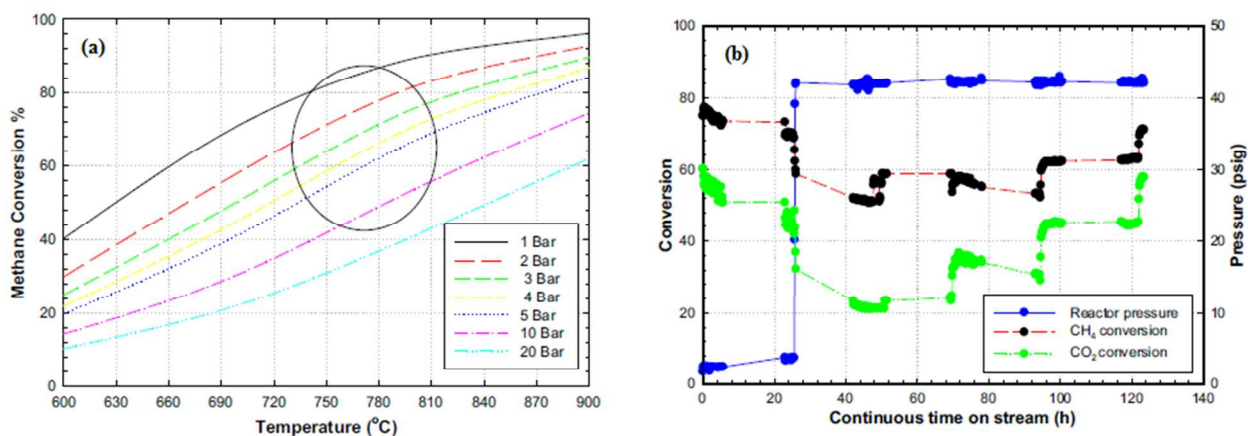 (a)
Methane Conversion %
100
80
60
40
20
0
600 630 660 690 720 750 780 810 840 870 900
Temperature (°C)
1 Bar
2 Bar
3 Bar
4 Bar
5 Bar
10 Bar
20 Bar
(b)
Conversion
100
80
60
40
20
0
Pressure (psig)
50
40
30
20
10
0
0 20 40 60 80 100 120 140
Continuous time on stream (h)
Reactor pressure
CH₄ conversion
CO₂ conversion